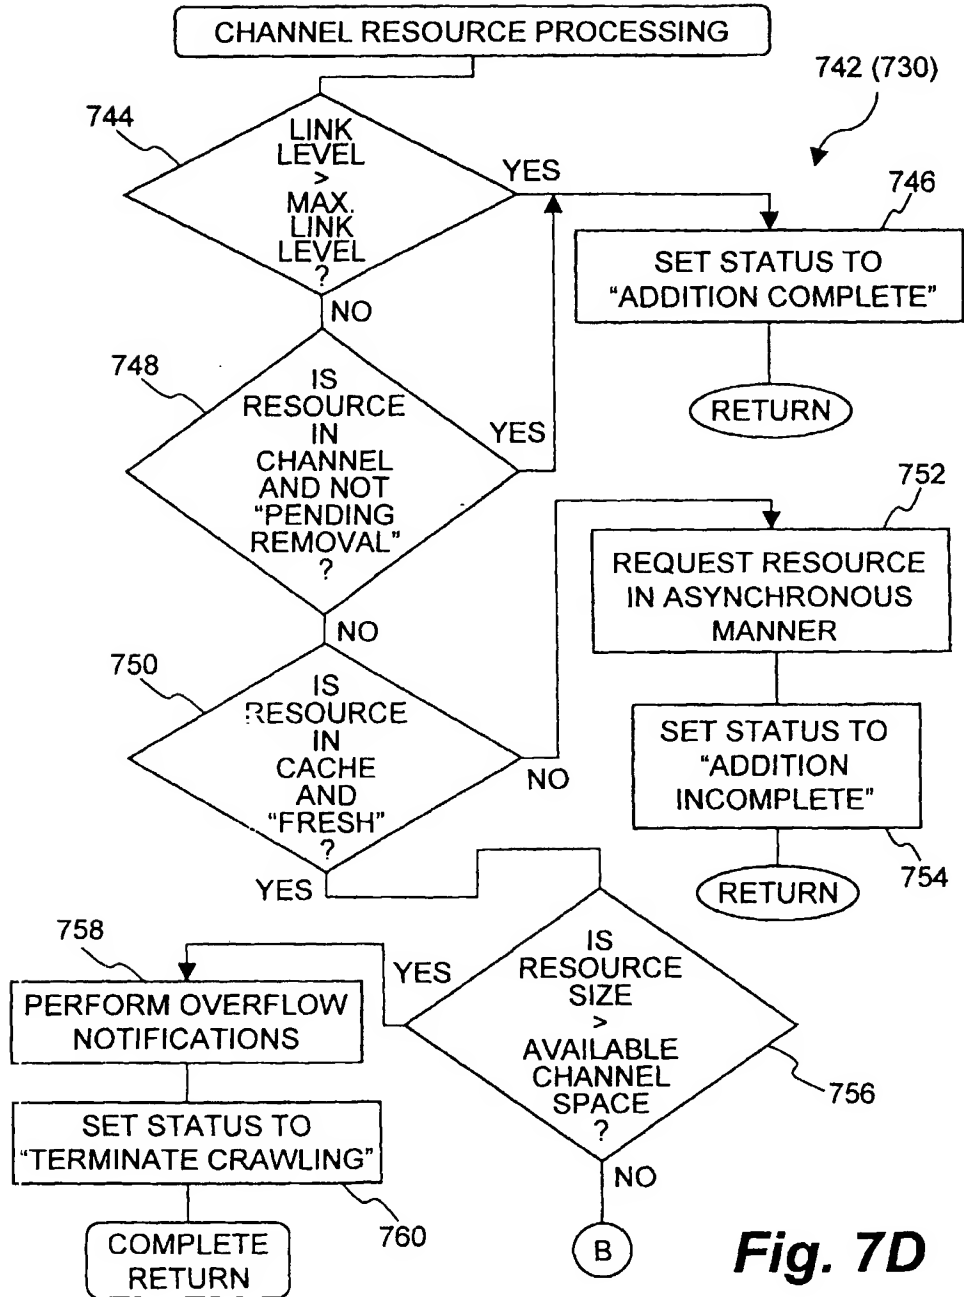 CHANNEL RESOURCE PROCESSING
742 (730)
744
LINK
LEVEL
>
MAX.
LINK
LEVEL
?
YES
746
SET STATUS TO
“ADDITION COMPLETE”
NO
RETURN
748
IS
RESOURCE
IN
CHANNEL
AND NOT
“PENDING
REMOVAL”
?
YES
752
REQUEST RESOURCE
IN ASYNCHRONOUS
MANNER
NO
750
IS
RESOURCE
IN
CACHE
AND
“FRESH”
?
NO
SET STATUS TO
“ADDITION
INCOMPLETE”
754
RETURN
YES
758
YES
IS
RESOURCE
SIZE
>
AVAILABLE
CHANNEL
SPACE
?
756
PERFORM OVERFLOW
NOTIFICATIONS
SET STATUS TO
“TERMINATE CRAWLING”
760
NO
COMPLETE
RETURN
B
Fig. 7D